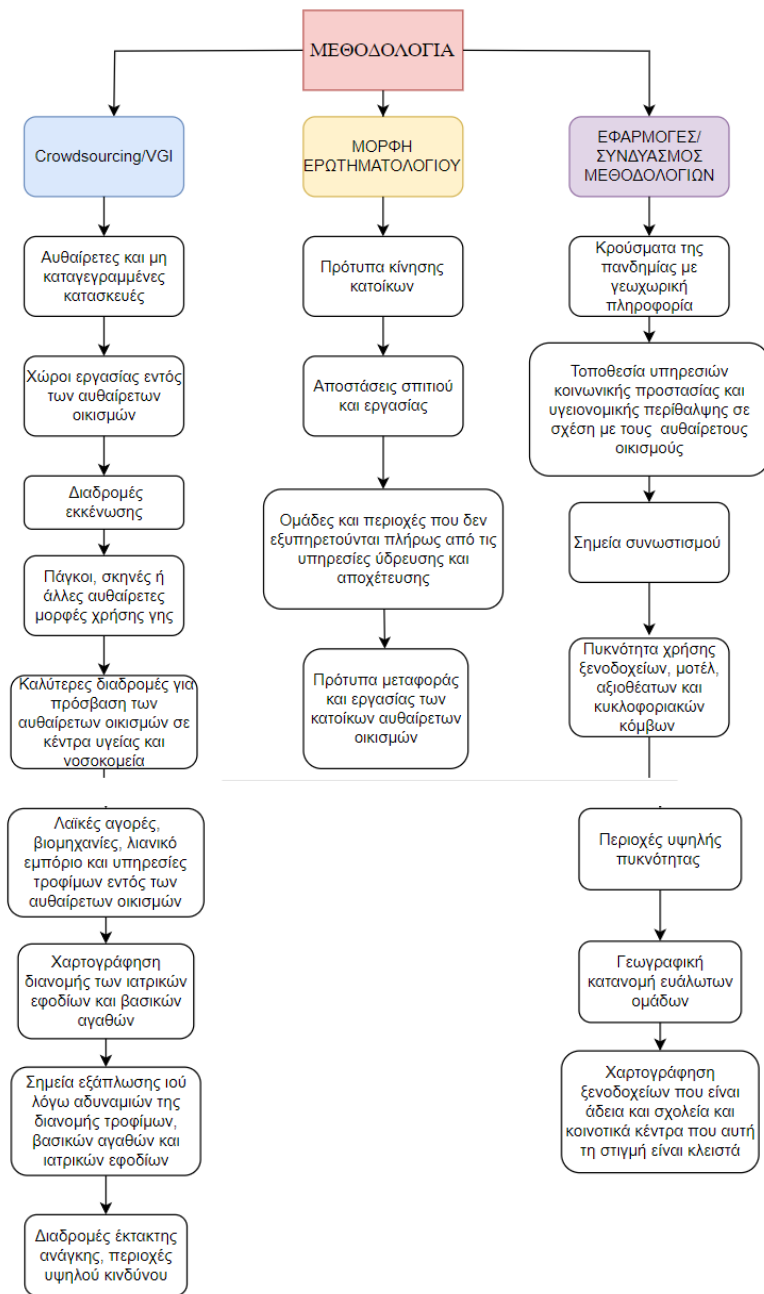 ΜΕΘΟΔΟΛΟΓΙΑ
Crowdsourcing/VGI
Αυθαίρετες και μη
καταγεγραμμένες
κατασκευές
Χώροι εργασίας εντός
των αυθαίρετων
οικισμών
Διαδρομές
εκκένωσης
Πάγκοι, σκηνές ή
άλλες αυθαίρετες
μορφές χρήσης γης
Καλύτερες διαδρομές για
πρόσβαση των
αυθαίρετων οικισμών σε
κέντρα υγείας και
νοσοκομεία
Λαϊκές αγορές,
βιομηχανίες, λιανικό
εμπόριο και υπηρεσίες
τροφίμων εντός των
αυθαίρετων οικισμών
Χαρτογράφηση
διανομής των ιατρικών
εφοδίων και βασικών
αγαθών
Σημεία εξάπλωσης ιού
λόγω αδυναμιών της
διανομής τροφίμων,
βασικών αγαθών και
ιατρικών εφοδίων
Διαδρομές έκτακτης
ανάγκης, περιοχές
υψηλού κινδύνου
ΜΟΡΦΗ
ΕΡΩΤΗΜΑΤΟΛΟΓΙΟΥ
Πρότυπα κίνησης
κατοίκων
Αποστάσεις σπιτιού
και εργασίας
Ομάδες και περιοχές που δεν
εξυπηρετούνται πλήρως από τις
υπηρεσίες ύδρευσης και
αποχέτευσης
Πρότυπα μεταφοράς
και εργασίας των
κατοίκων αυθαίρετων
οικισμών
ΕΦΑΡΜΟΓΕΣ/
ΣΥΝΔΥΑΣΜΟΣ
ΜΕΘΟΔΟΛΟΓΙΩΝ
Κρούσματα της
πανδημίας με
γεωχωρική
πληροφορία
Τοποθεσία υπηρεσιών
κοινωνικής προστασίας και
υγειονομικής περίθαλψης σε
σχέση με τους αυθαίρετους
οικισμούς
Σημεία συνωστισμού
Πυκνότητα χρήσης
ξενοδοχείων, μοτέλ,
αξιοθέατων και
κυκλοφοριακών
κόμβων
Περιοχές υψηλής
πυκνότητας
Γεωγραφική
κατανομή ευάλωτων
ομάδων
Χαρτογράφηση
ξενοδοχείων που είναι
άδεια και σχολεία και
κοινοτικά κέντρα που αυτή
τη στιγμή είναι κλειστά